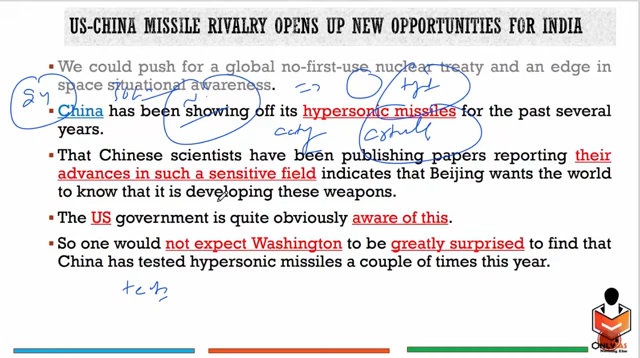 US-CHINA MISSILE RIVALRY OPENS UP NEW OPPORTUNITIES FOR INDIA
We could push for a global no-first-use nuclear treaty and an edge in
space situational awareness.
China has been showing off its hypersonic missiles for the past several
years.
That Chinese scientists have been publishing papers reporting their
advances in such a sensitive field indicates that Beijing wants the world
to know that it is developing these weapons.
The US government is quite obviously aware of this.
So one would not expect Washington to be greatly surprised to find that
China has tested hypersonic missiles a couple of times this year.
ONLYIAS